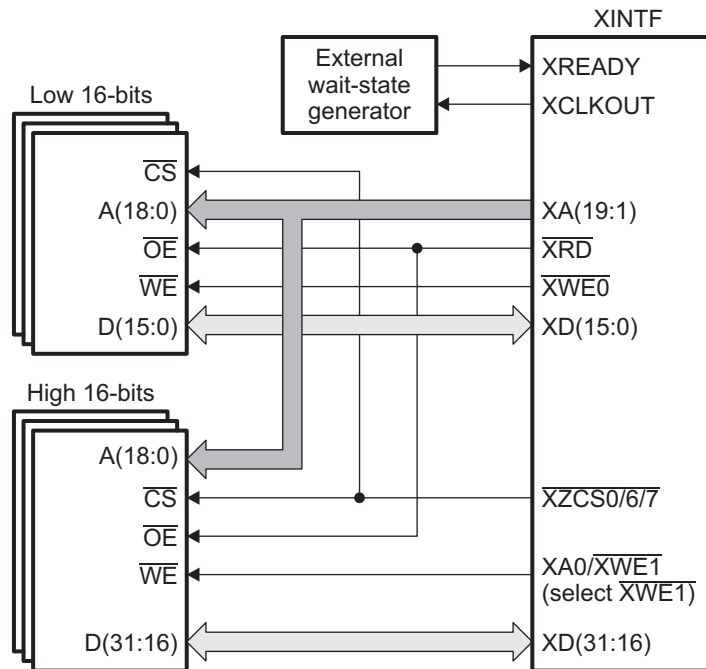 XINTF
External
wait-state
generator
XREADY
XCLKOUT
Low 16-bits
CS
A(18:0)
OE
WE
D(15:0)
XA(19:1)
XRD
XWE0
XD(15:0)
High 16-bits
A(18:0)
CS
OE
WE
D(31:16)
XZCS0/6/7
XA0/XWE1
(select XWE1)
XD(31:16)